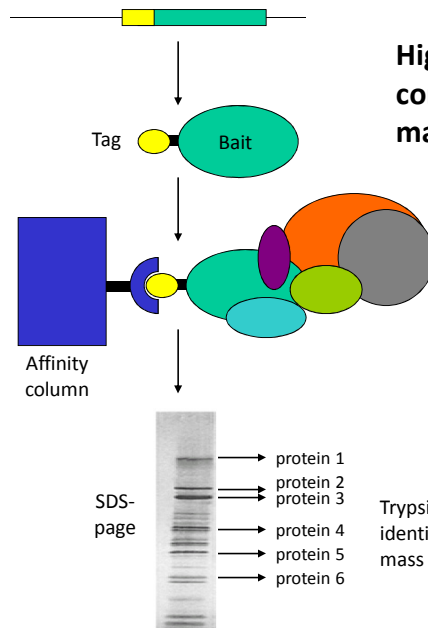 Hig
co
ma
Tag
Bait
Affinity
column
protein 1
protein 2
protein 3
SDS-
page
protein 4
protein 5
protein 6
Trypsi
identi
mass